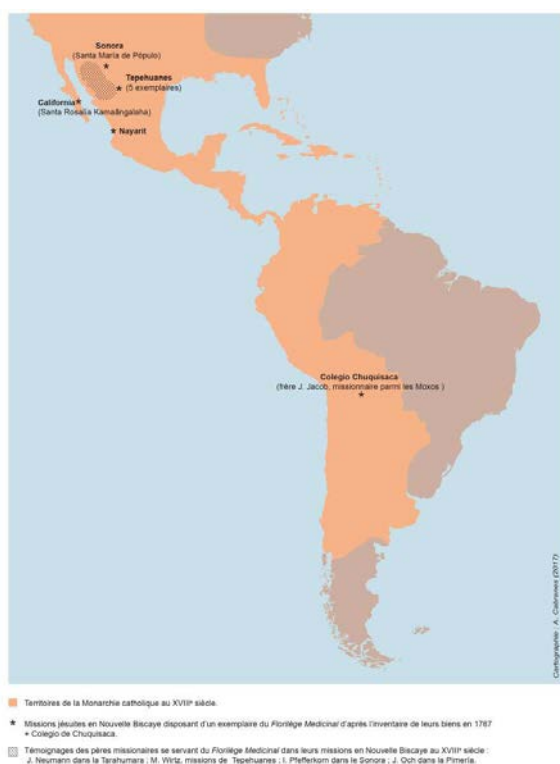 Sonora
(Santa María de Pópulo)
Tepehuanes
(5 exemplaires)
California
(Santa Rosalía Kamaângalaha)
Nayarit
Colegio Chuquisaca
(frère J. Jacob, missionnaire parmi les Moxos )
Cartographie : A. Cabranes (2017)
Territoires de la Monarchie catholique au XVIIIᵉ siècle.
Missions jésuites en Nouvelle Biscaye disposant d'un exemplaire du Florilège Medicinal d'après l'inventaire de leurs biens en 1767
+ Colegio de Chuquisaca.
Témoignages des pères missionaires se servant du Florilège Medicinal dans leurs missions en Nouvelle Biscaye au XVIIIᵉ siècle :
J. Neumann dans la Tarahumara ; M. Wirtz, missions de Tepehuanes ; I. Pfefferkorn dans le Sonora ; J. Och dans la Pimería.